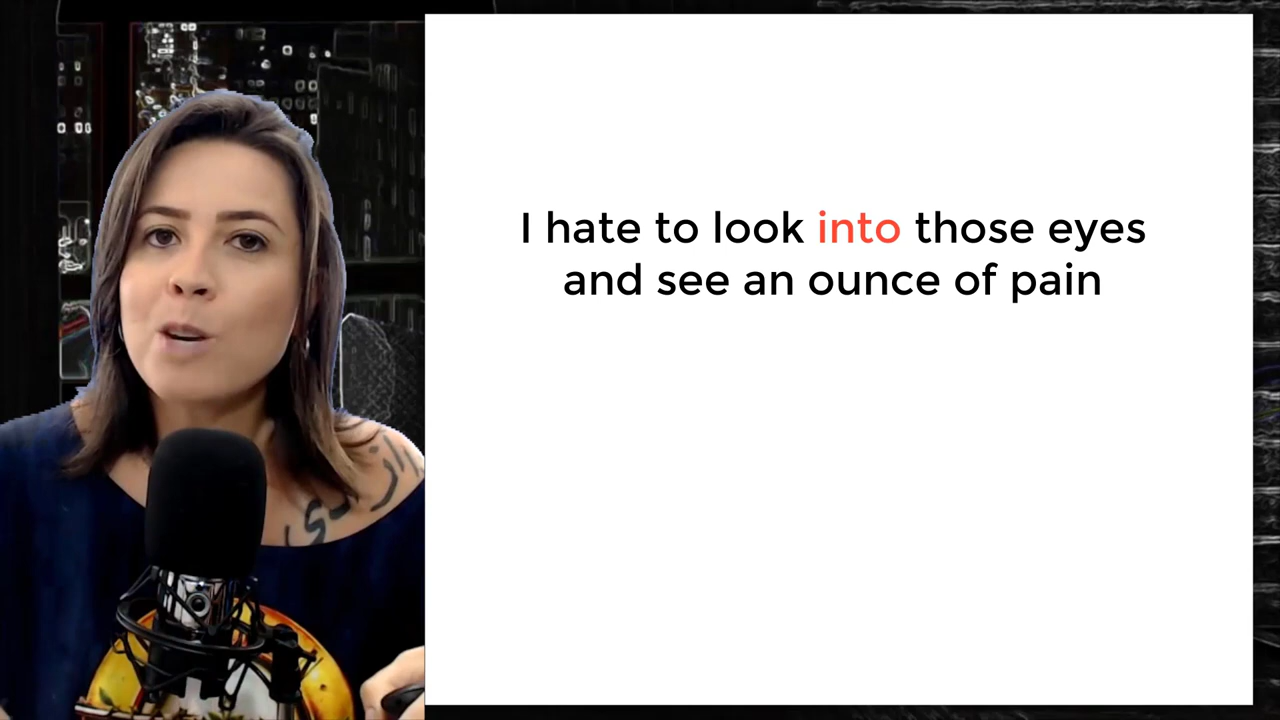 I hate to look into those eyes
and see an ounce of pain